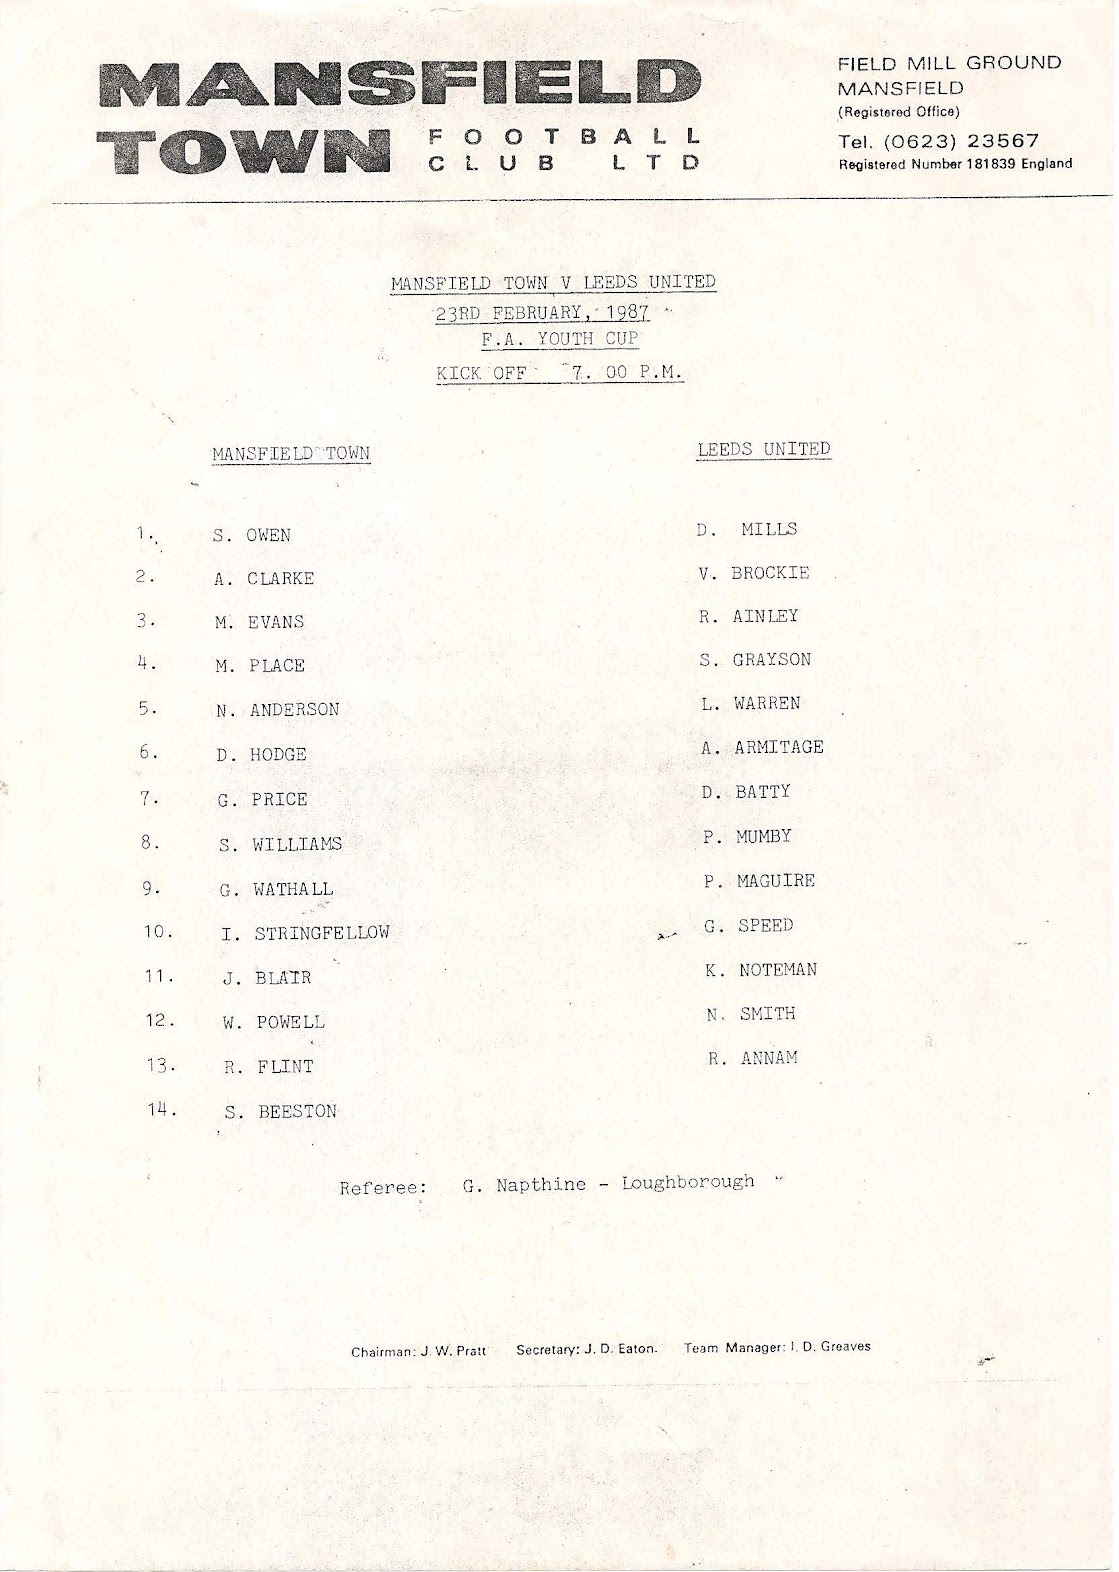 MANSFIELD
TOWN FOOTBALL
CLUB LTD
FIELD MILL GROUND
MANSFIELD
(Registered Office)
Tel. (0623) 23567
Registered Number 181839 England
MANSFIELD TOWN V LEEDS UNITED
23RD FEBRUARY, 1987
F.A. YOUTH CUP
KICK OFF 7. 00 P.M.
MANSFIELD TOWN LEEDS UNITED
1. S. OWEN D. MILLS
2. A. CLARKE V. BROCKIE
3. M. EVANS R. AINLEY
4. M. PLACE S. GRAYSON
5. N. ANDERSON L. WARREN
6. D. HODGE A. ARMITAGE
7. G. PRICE D. BATTY
8. S. WILLIAMS P. MUMBY
9. G. WATHALL P. MAGUIRE
10. I. STRINGFELLOW G. SPEED
11. J. BLAIR K. NOTEMAN
12. W. POWELL N. SMITH
13. R. FLINT R. ANNAM
14. S. BEESTON
Referee: G. Napthine - Loughborough
Chairman: J. W. Pratt Secretary: J. D. Eaton. Team Manager: I. D. Greaves